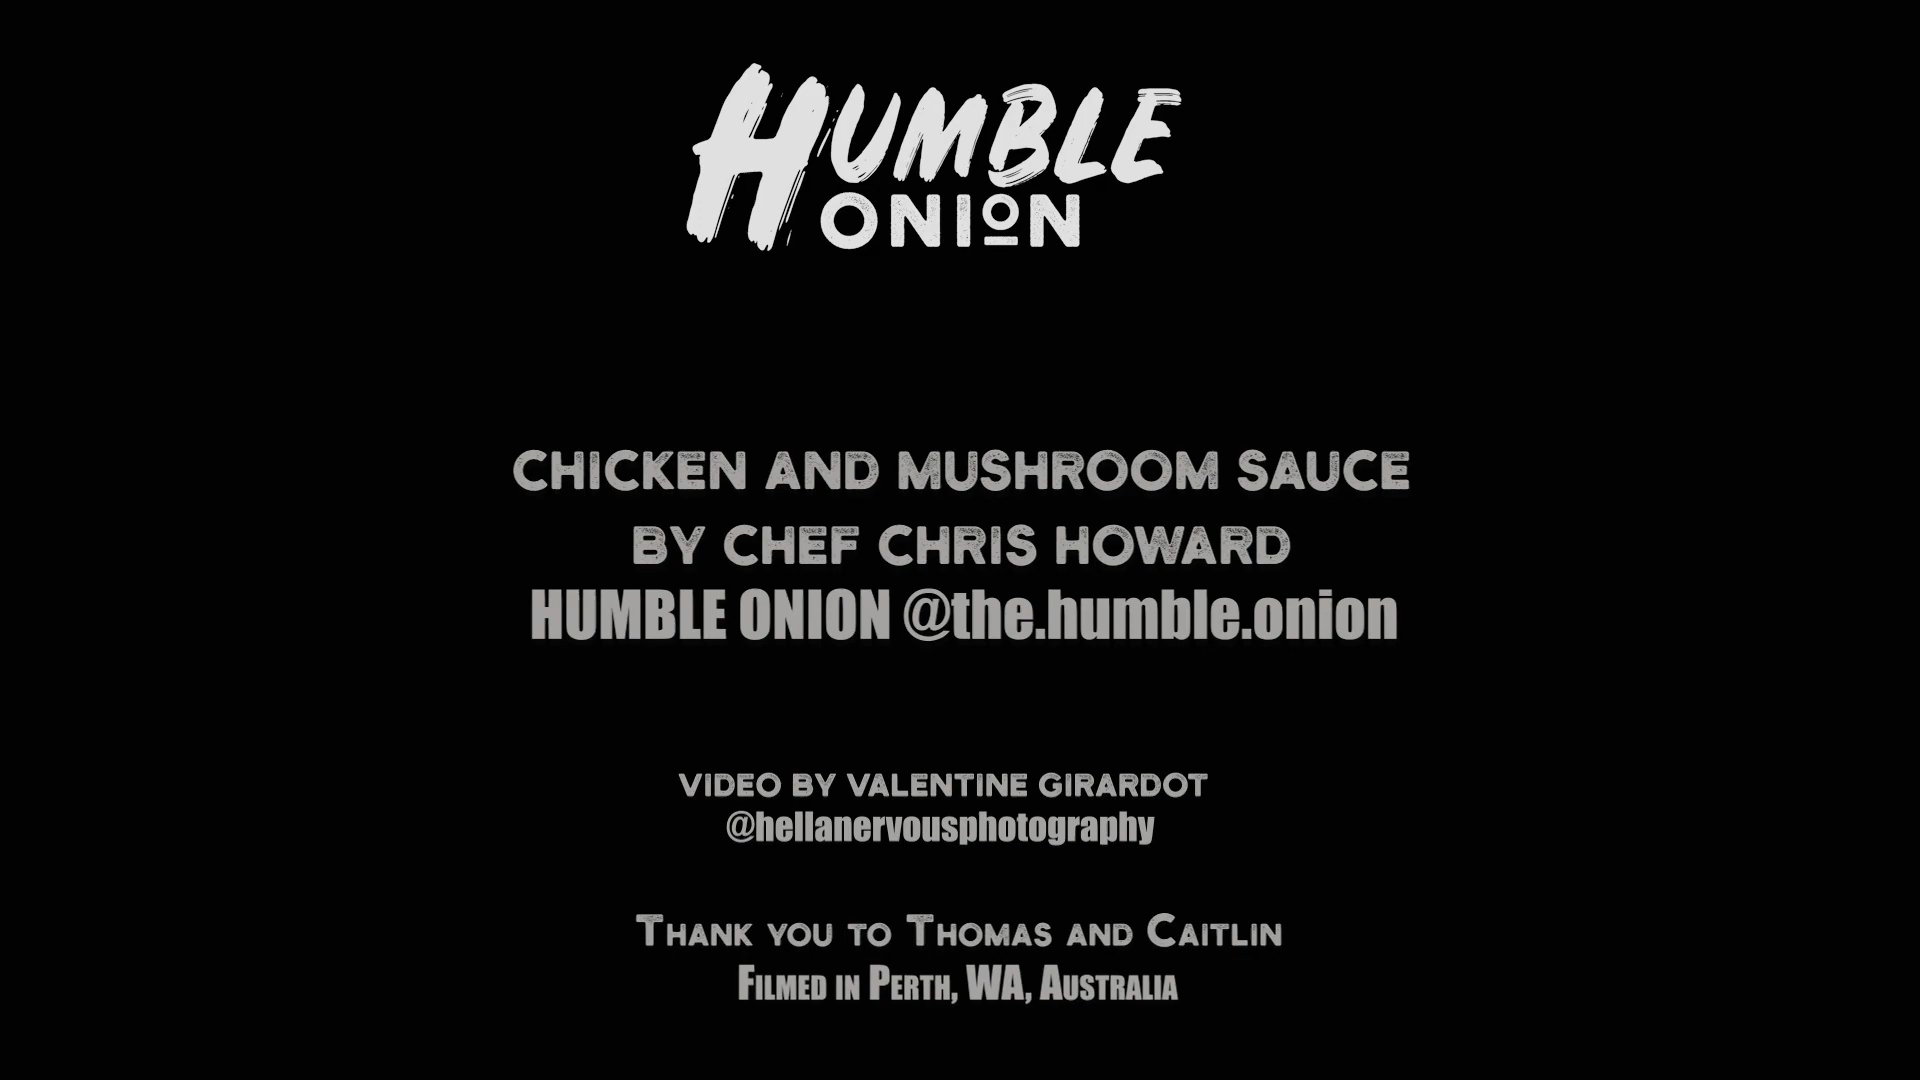 HUMBLE
ONION
CHICKEN AND MUSHROOM SAUCE
BY CHEF CHRIS HOWARD
HUMBLE ONION @the.humble.onion
VIDEO BY VALENTINE GIRARDOT
@hellanervousphotography
THANK YOU TO THOMAS AND CAITLIN
FILMED IN PERTH, WA, AUSTRALIA